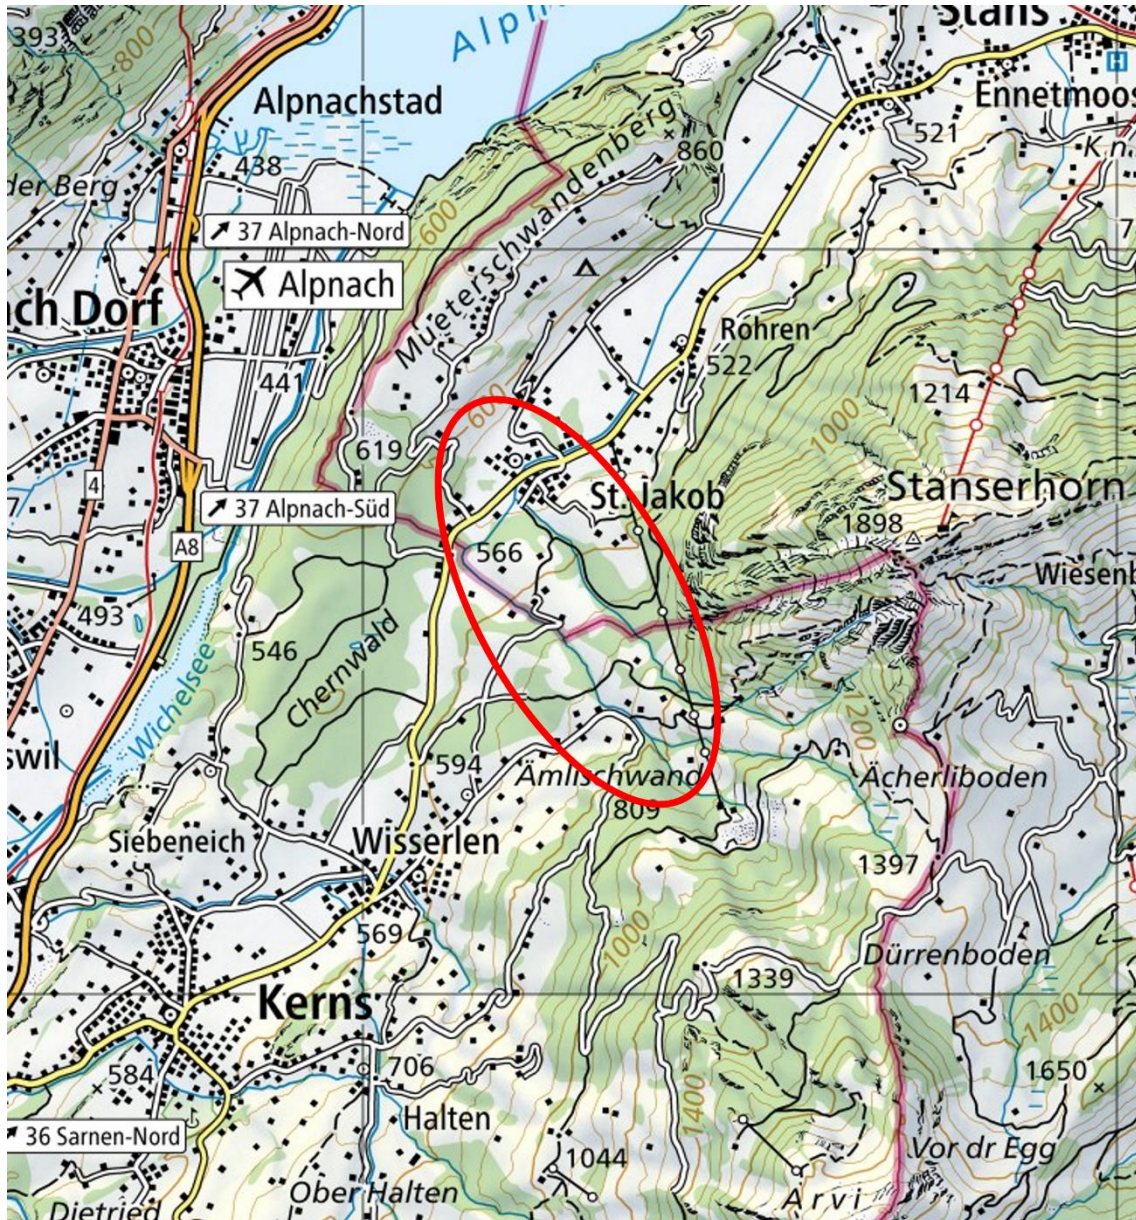 393
800
Alpn
Stans
Alpnachstad
Ennetmoos
521
K n
438
860
der Berg
600
37 Alpnach-Nord
Mueterschwandenberg
7
Alpnach
ach Dorf
Rohren
522
441
1214
600
1000
619
4
St. Jakob
Stanserhorn
37 Alpnach-Süd
1898
A8
566
Wiesenb
493
546
Chernwald
Wichelsee
1200
swil
594
Ämlischwand
Ächerliboden
809
Siebeneich
Wisserlen
1397
569
1000
Dürrenboden
1339
Kerns
1400
706
584
1650
1400
Halten
36 Sarnen-Nord
Vor dr Egg
1044
Ober Halten
Arvi
Dietried